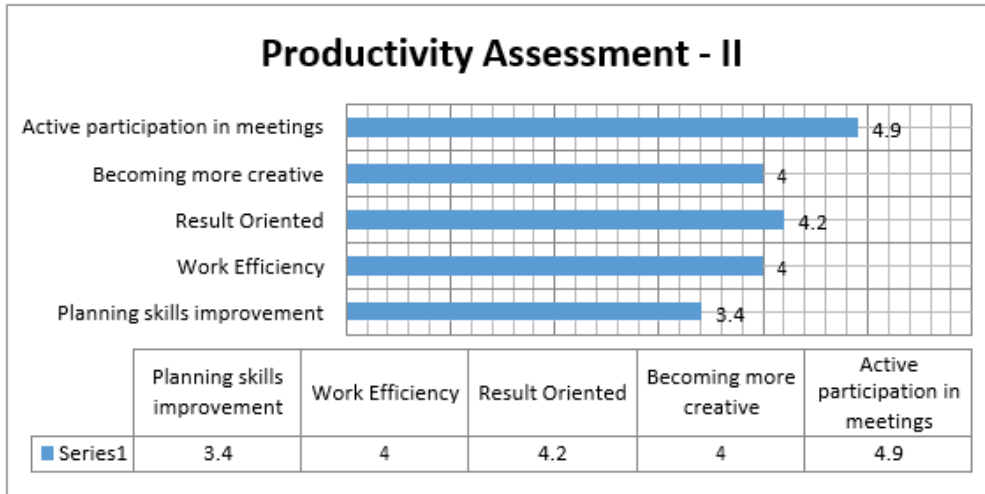 Productivity Assessment - II
Active participation in meetings
4.9
Becoming more creative
4
Result Oriented
4.2
Work Efficiency
4
Planning skills improvement
3.4
Planning skills
improvement
Work Efficiency
Result Oriented
Becoming more
creative
Active
participation in
meetings
Series1
3.4
4
4.2
4
4.9